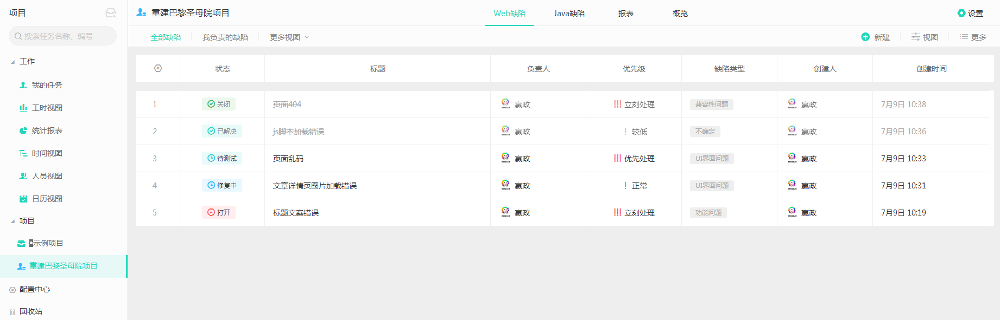 项目
搜索任务名称、编号
工作
我的任务
工时视图
统计报表
时间视图
人员视图
日历视图
项目
示例项目
重建巴黎圣母院项目
配置中心
回收站
重建巴黎圣母院项目
Web缺陷 Java缺陷 报表 概览
设置
全部缺陷 我负责的缺陷 更多视图
新建 视图 更多
状态 标题 负责人 优先级 缺陷类型 创建人 创建时间
1 关闭 页面404 嬴政 立刻处理 兼容性问题 嬴政 7月9日 10:38
2 已解决 js脚本加载错误 嬴政 较低 不确定 嬴政 7月9日 10:36
3 待测试 页面乱码 嬴政 优先处理 UI界面问题 嬴政 7月9日 10:33
4 修复中 文章详情页图片加载错误 嬴政 正常 UI界面问题 嬴政 7月9日 10:31
5 打开 标题文案错误 嬴政 立刻处理 功能问题 嬴政 7月9日 10:19